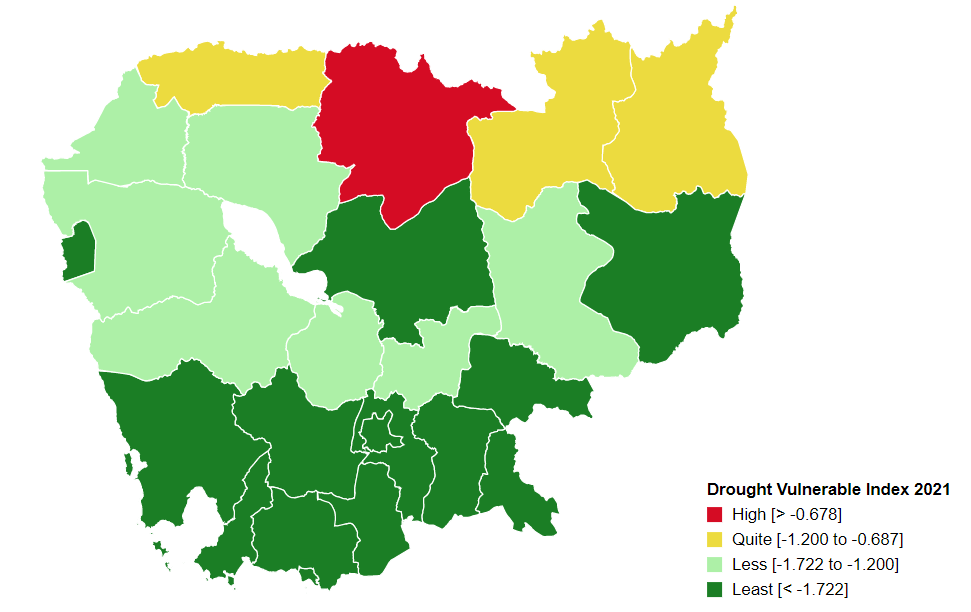 Drought Vulnerable Index 2021
High [> -0.678]
Quite [-1.200 to -0.687]
Less [-1.722 to -1.200]
Least [< -1.722]